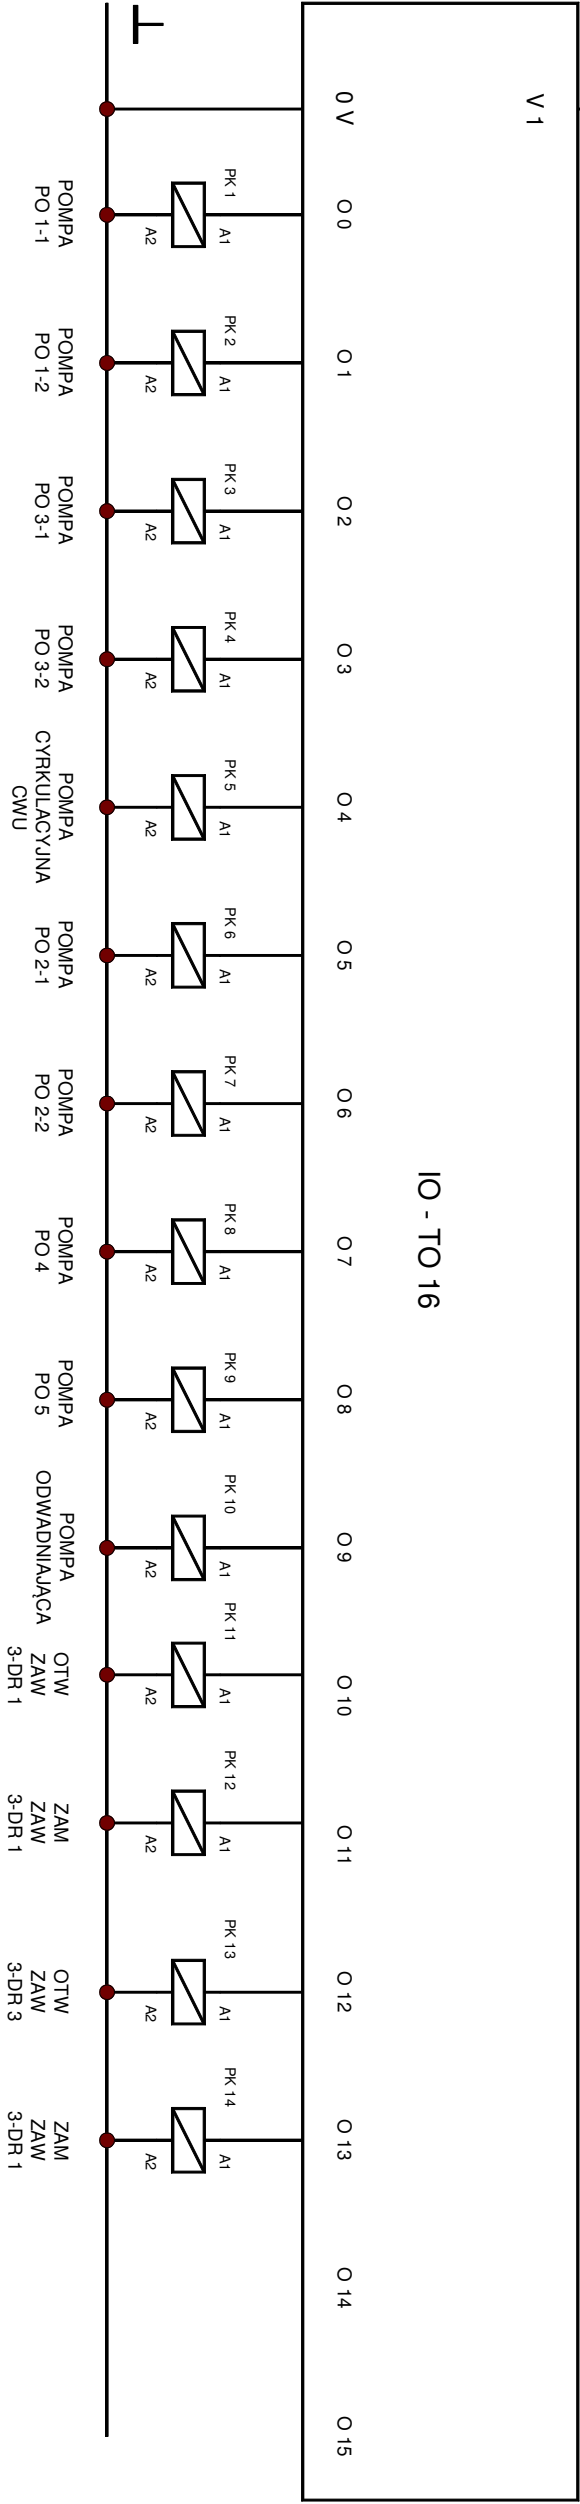 V 1
IO - TO 16
0 V
O 0
O 1
O 2
O 3
O 4
O 5
O 6
O 7
O 8
O 9
O 10
O 11
O 12
O 13
O 14
O 15
PK 1
A1
A2
PK 2
A1
A2
PK 3
A1
A2
PK 4
A1
A2
PK 5
A1
A2
PK 6
A1
A2
PK 7
A1
A2
PK 8
A1
A2
PK 9
A1
A2
PK 10
A1
A2
PK 11
A1
A2
PK 12
A1
A2
PK 13
A1
A2
PK 14
A1
A2
POMPA
PO 1-1
POMPA
PO 1-2
POMPA
PO 3-1
POMPA
PO 3-2
POMPA
CYRKULACYJNA
CWU
POMPA
PO 2-1
POMPA
PO 2-2
POMPA
PO 4
POMPA
PO 5
POMPA
ODWADNIAJĄCA
OTW
ZAW
3-DR 1
ZAM
ZAW
3-DR 1
OTW
ZAW
3-DR 3
ZAM
ZAW
3-DR 1